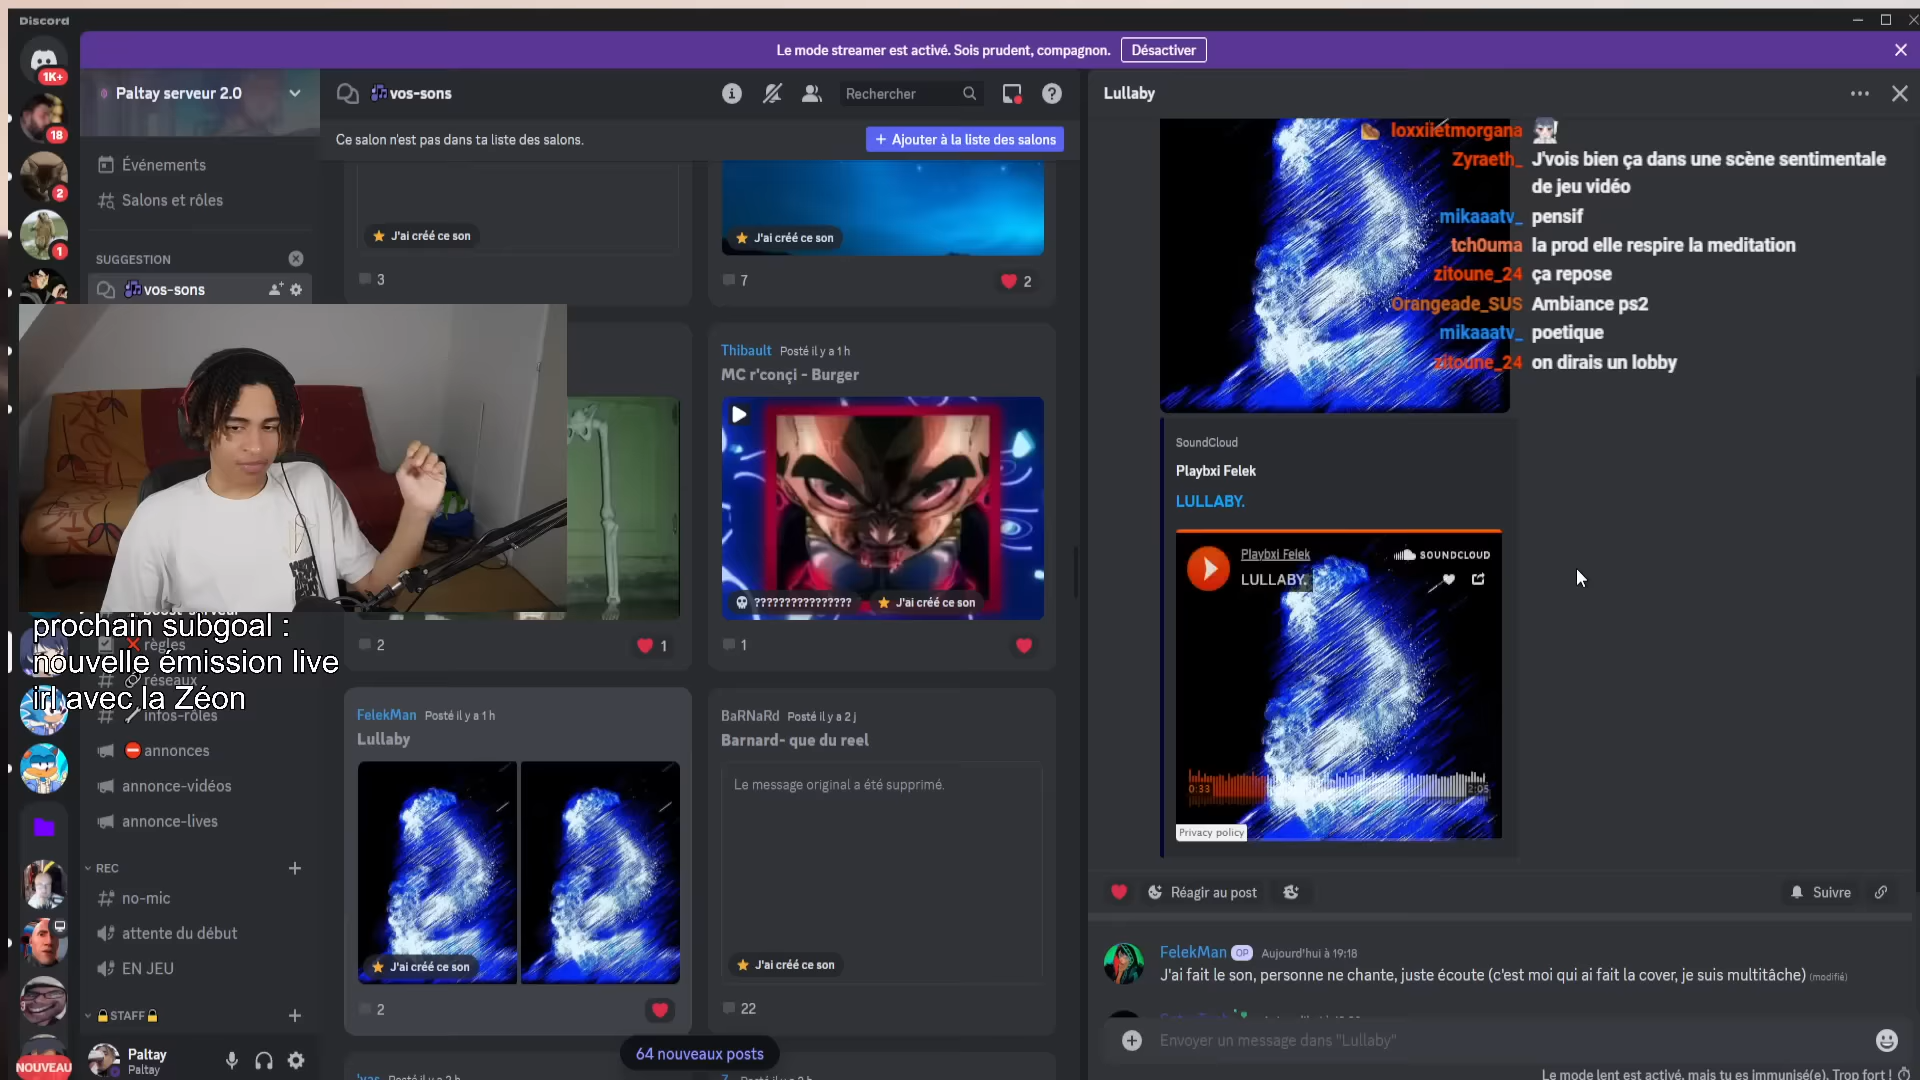 Discord
Le mode streamer est activé. Sois prudent, compagnon.
Désactiver
1K+
18
2
1
NOUVEAU
Paltay serveur 2.0
Événements
Salons et rôles
SUGGESTION
vos-sons
prochain subgoal :
nouvelle émission live
irl avec la Zéon
règles
réseaux
infos-rôles
annonces
annonce-vidéos
annonce-lives
REC
no-mic
attente du début
EN JEU
STAFF
Paltay
Paltay
vos-sons
Rechercher
Ce salon n'est pas dans ta liste des salons.
+ Ajouter à la liste des salons
J'ai créé ce son
3
J'ai créé ce son
7
2
2
1
Thibault Posté il y a 1 h
MC r'conçi - Burger
???????????????
J'ai créé ce son
1
FelekMan Posté il y a 1 h
Lullaby
J'ai créé ce son
2
BaRNaRd Posté il y a 2 j
Barnard- que du reel
Le message original a été supprimé.
J'ai créé ce son
22
64 nouveaux posts
Lullaby
loxxiietmorgana
Zyraeth_ J'vois bien ça dans une scène sentimentale
de jeu vidéo
mikaaatv_ pensif
tch0uma la prod elle respire la meditation
zitoune_24 ça repose
Orangeade_SUS Ambiance ps2
mikaaatv_ poetique
zitoune_24 on dirais un lobby
SoundCloud
Playbxi Felek
LULLABY.
Playbxi Felek
SOUNDCLOUD
LULLABY.
0:33
2:05
Privacy policy
Réagir au post
Suivre
FelekMan OP Aujourd'hui à 19:18
J'ai fait le son, personne ne chante, juste écoute (c'est moi qui ai fait la cover, je suis multitâche) (modifié)
Envoyer un message dans "Lullaby"
Le mode lent est activé, mais tu es immunisé(e). Trop fort !